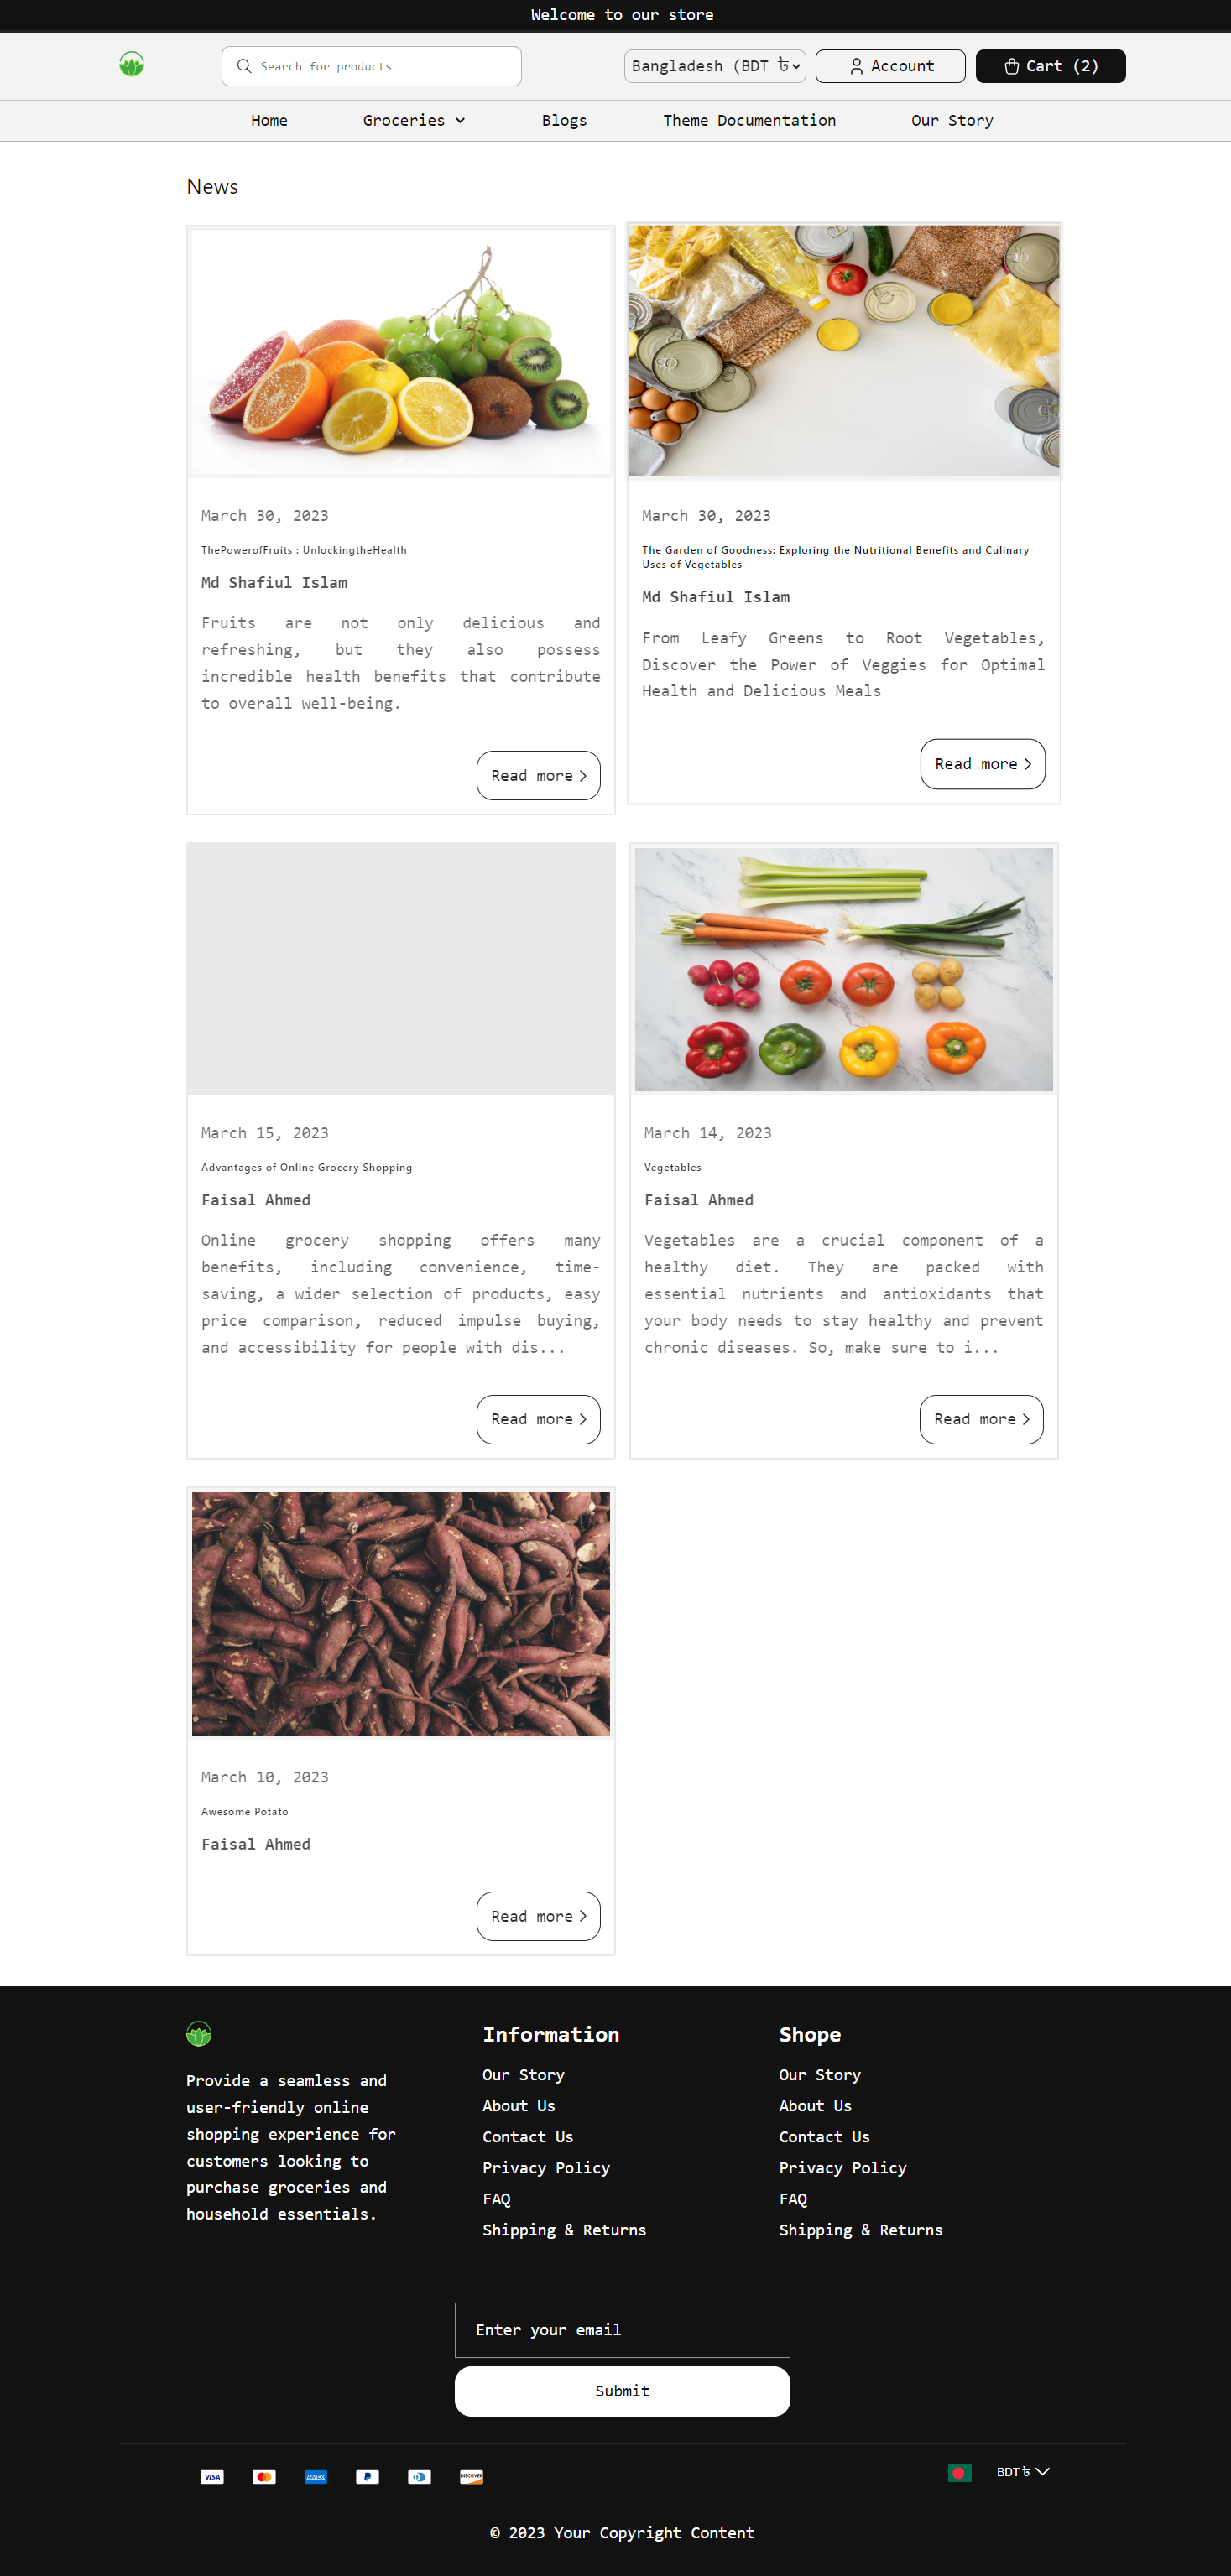 Welcome to our store
Search for products
Bangladesh (BDT ৳
Account
Cart (2)
Home
Groceries
Blogs
Theme Documentation
Our Story
News
March 30, 2023
ThePowerofFruits : UnlockingtheHealth
Md Shafiul Islam
Fruits are not only delicious and
refreshing, but they also possess
incredible health benefits that contribute
to overall well-being.
Read more
March 30, 2023
The Garden of Goodness: Exploring the Nutritional Benefits and Culinary
Uses of Vegetables
Md Shafiul Islam
From Leafy Greens to Root Vegetables,
Discover the Power of Veggies for Optimal
Health and Delicious Meals
Read more
March 15, 2023
Advantages of Online Grocery Shopping
Faisal Ahmed
Online grocery shopping offers many
benefits, including convenience, time-
saving, a wider selection of products, easy
price comparison, reduced impulse buying,
and accessibility for people with dis...
Read more
March 14, 2023
Vegetables
Faisal Ahmed
Vegetables are a crucial component of a
healthy diet. They are packed with
essential nutrients and antioxidants that
your body needs to stay healthy and prevent
chronic diseases. So, make sure to i...
Read more
March 10, 2023
Awesome Potato
Faisal Ahmed
Read more
Provide a seamless and
user-friendly online
shopping experience for
customers looking to
purchase groceries and
household essentials.
Information
Our Story
About Us
Contact Us
Privacy Policy
FAQ
Shipping & Returns
Shope
Our Story
About Us
Contact Us
Privacy Policy
FAQ
Shipping & Returns
Enter your email
Submit
VISA
AMEX
DISCOVER
BDT ৳
© 2023 Your Copyright Content